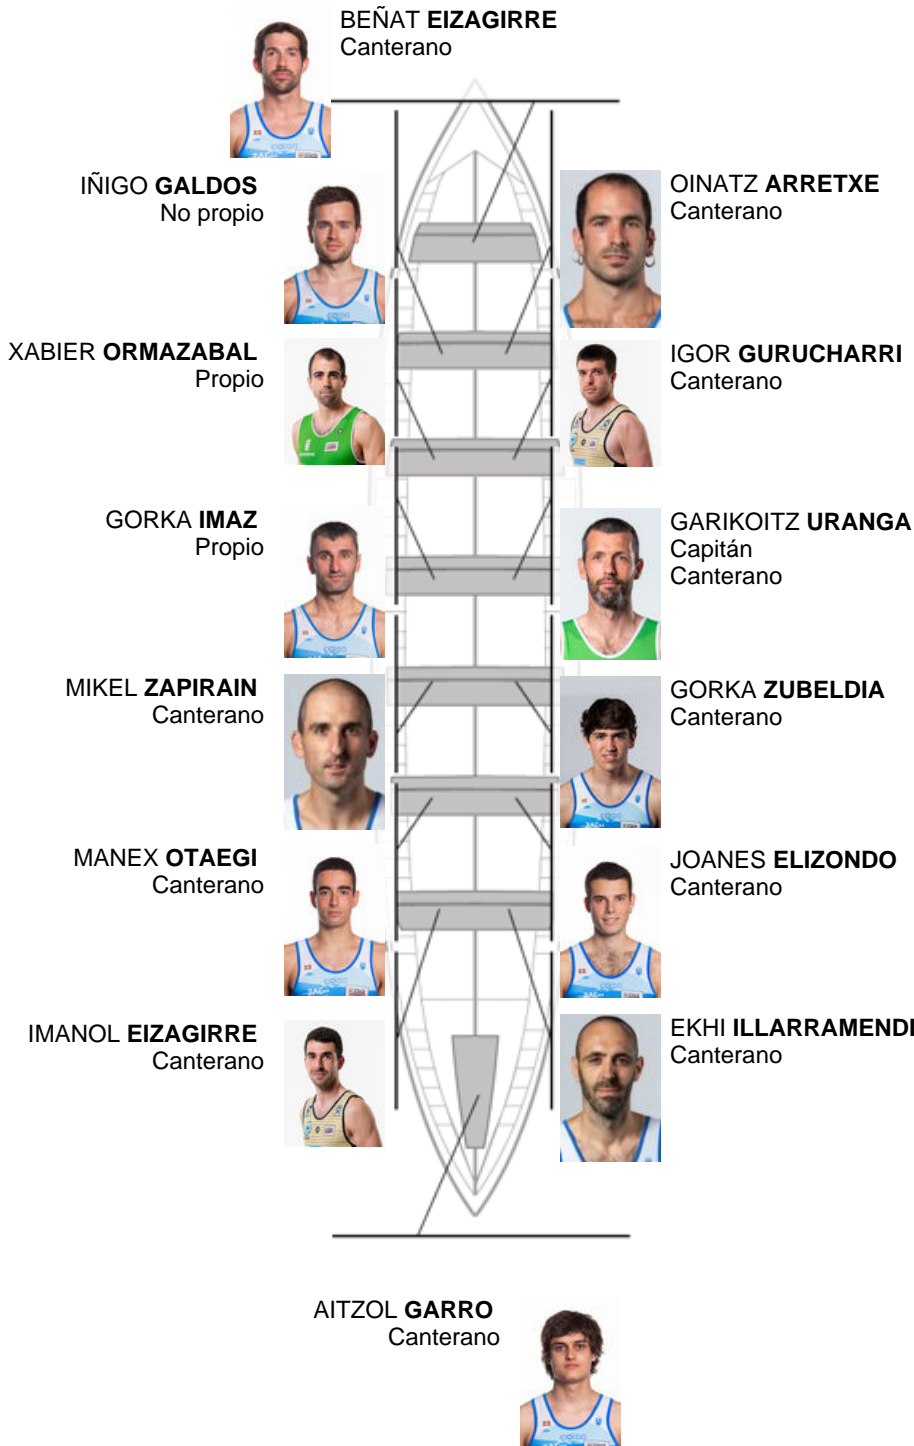 BEÑAT EIZAGIRRE
Canterano
IÑIGO GALDOS
No propio
OINATZ ARRETXE
Canterano
XABIER ORMAZABAL
Propio
IGOR GURUCHARRI
Canterano
GORKA IMAZ
Propio
GARIKOITZ URANGA
Capitán
Canterano
MIKEL ZAPIRAIN
Canterano
GORKA ZUBELDIA
Canterano
MANEX OTAEGI
Canterano
JOANES ELIZONDO
Canterano
IMANOL EIZAGIRRE
Canterano
EKHI ILLARRAMENDI
Canterano
AITZOL GARRO
Canterano